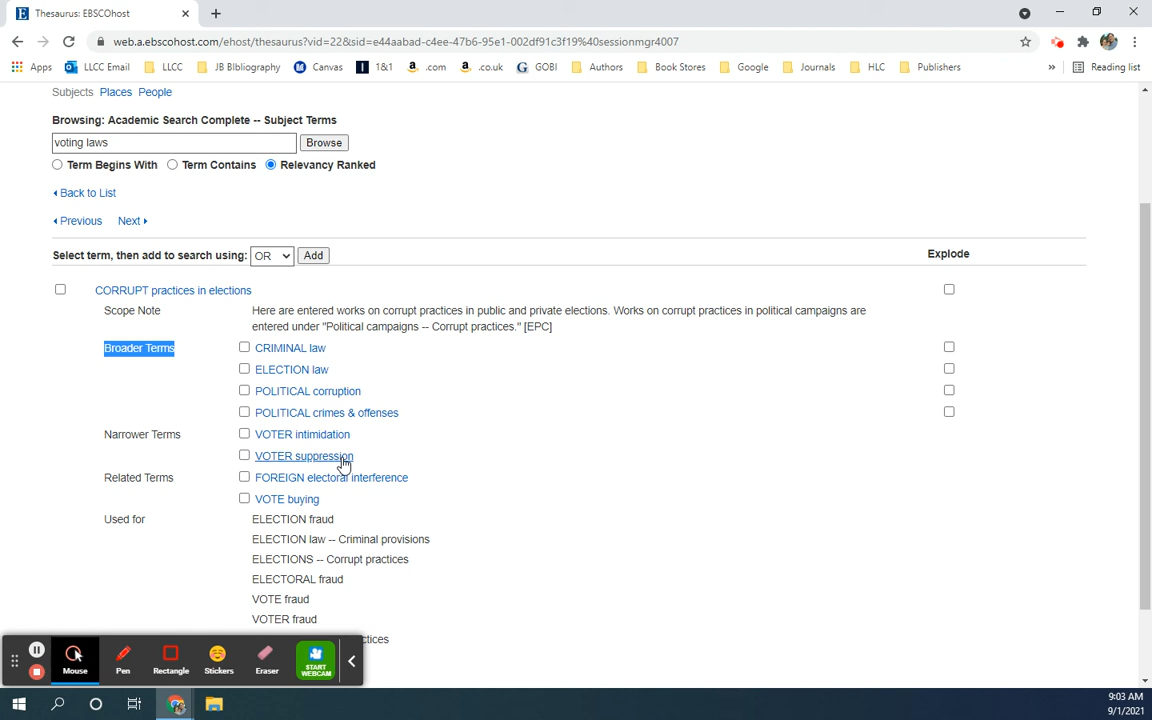 Thesaurus: EBSCOhost
web.a.ebscohost.com/ehost/thesaurus?vid=22&sid=e44aabad-c4ee-47b6-95e1-002df91c3f19%40sessionmgr4007
Apps LLCC Email LLCC JB BIbliography Canvas 1&1 .com .co.uk GOBI Authors Book Stores Google Journals HLC Publishers » Reading list
Subjects Places People
Browsing: Academic Search Complete -- Subject Terms
voting laws Browse
Term Begins With Term Contains Relevancy Ranked
Back to List
Previous Next
Select term, then add to search using: OR Add Explode
CORRUPT practices in elections
Scope Note Here are entered works on corrupt practices in public and private elections. Works on corrupt practices in political campaigns are
entered under "Political campaigns -- Corrupt practices." [EPC]
Broader Terms CRIMINAL law
ELECTION law
POLITICAL corruption
POLITICAL crimes & offenses
Narrower Terms VOTER intimidation
VOTER suppression
Related Terms FOREIGN electoral interference
VOTE buying
Used for ELECTION fraud
ELECTION law -- Criminal provisions
ELECTIONS -- Corrupt practices
ELECTORAL fraud
VOTE fraud
VOTER fraud
Mouse Pen Rectangle Stickers Eraser START WEBCAM
9:03 AM
9/1/2021